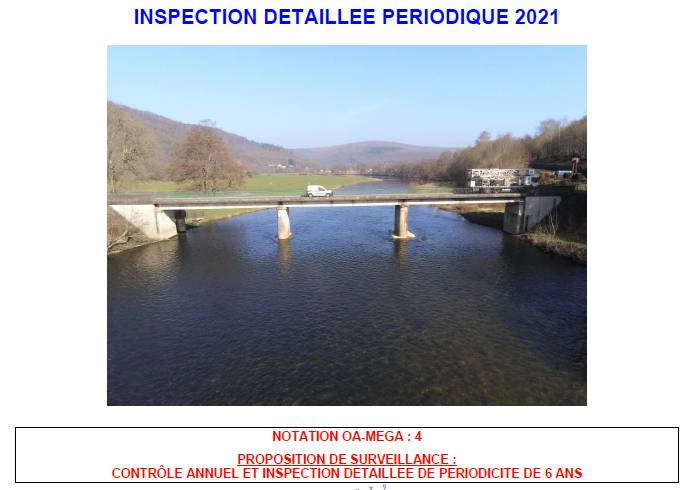 INSPECTION DETAILLEE PERIODIQUE 2021
NOTATION OA-MEGA : 4
PROPOSITION DE SURVEILLANCE :
CONTRÔLE ANNUEL ET INSPECTION DETAILLEE DE PERIODICITE DE 6 ANS